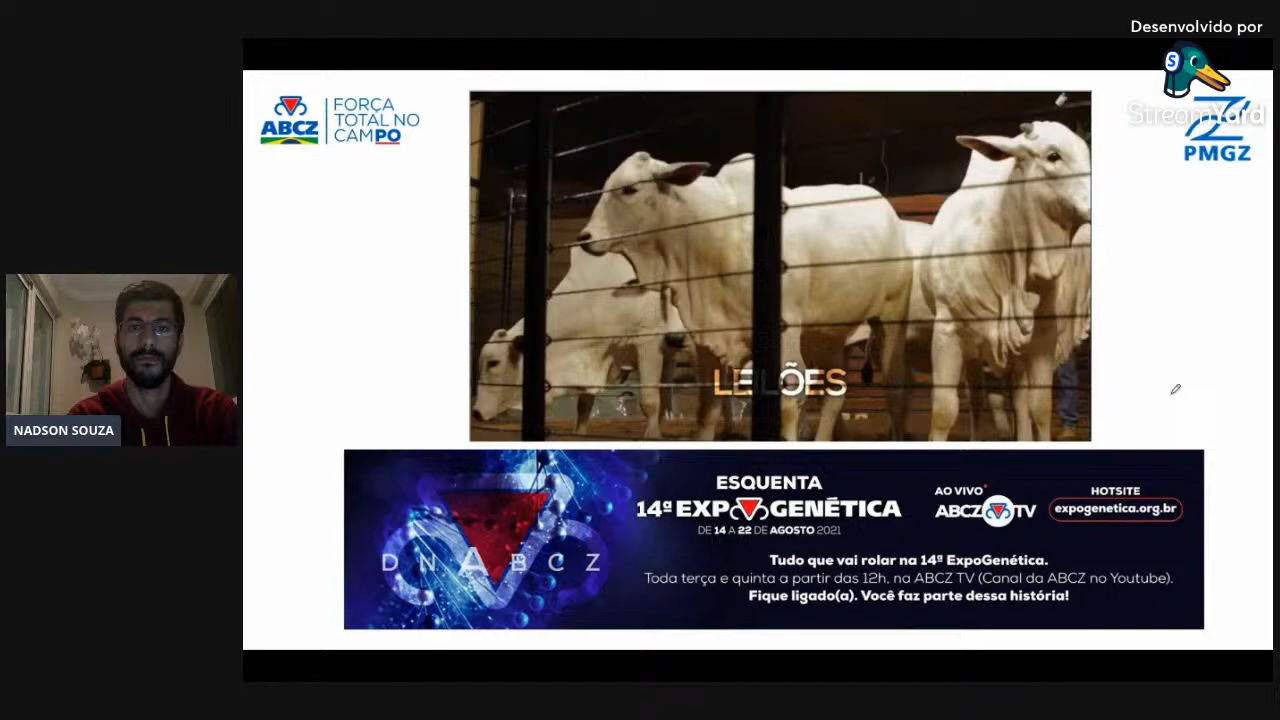 Desenvolvido por
S
StreamYard
ABCZ
FORÇA
TOTAL NO
CAMPO
PMGZ
NADSON SOUZA
LEILÕES
DNABCZ
ESQUENTA
14ª EXPOGENÉTICA
DE 14 A 22 DE AGOSTO 2021
AO VIVO
ABCZ TV
HOTSITE
expogenetica.org.br
Tudo que vai rolar na 14ª ExpoGenética.
Toda terça e quinta a partir das 12h, na ABCZ TV (Canal da ABCZ no Youtube).
Fique ligado(a). Você faz parte dessa história!